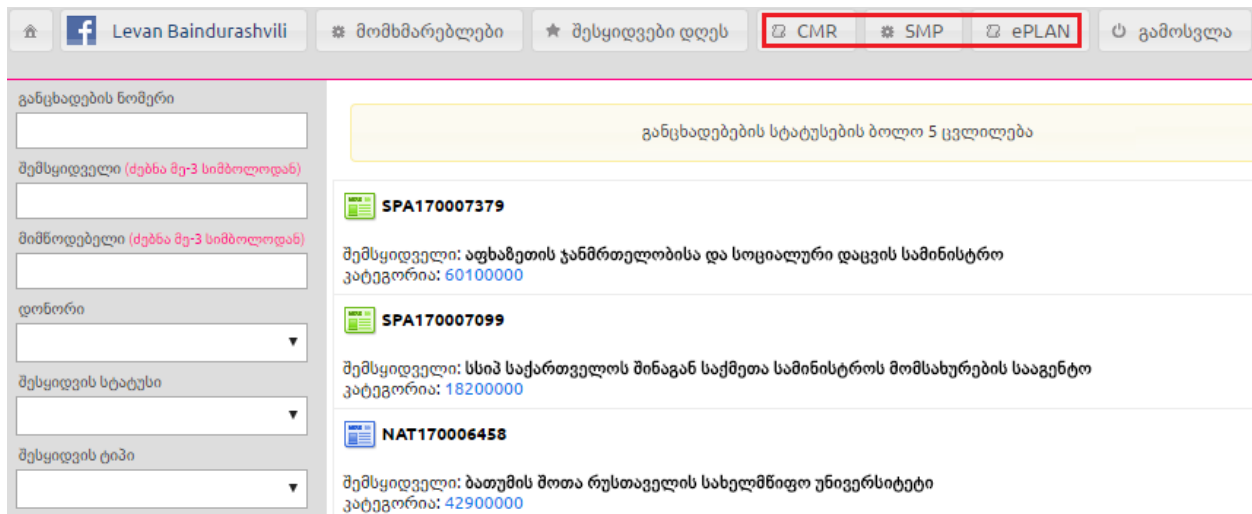 Levan Baindurashvili მომხმარებლები შესყიდვები დღეს CMR SMP ePLAN გამოსვლა
განცხადების ნომერი
შემსყიდველი (ძებნა მე-3 სიმბოლოდან)
მიმწოდებელი (ძებნა მე-3 სიმბოლოდან)
დონორი
შესყიდვის სტატუსი
შესყიდვის ტიპი
განცხადებების სტატუსების ბოლო 5 ცვლილება
SPA170007379
შემსყიდველი: აფხაზეთის ჯანმრთელობისა და სოციალური დაცვის სამინისტრო
კატეგორია: 60100000
SPA170007099
შემსყიდველი: სსიპ საქართველოს შინაგან საქმეთა სამინისტროს მომსახურების სააგენტო
კატეგორია: 18200000
NAT170006458
შემსყიდველი: ბათუმის შოთა რუსთაველის სახელმწიფო უნივერსიტეტი
კატეგორია: 42900000